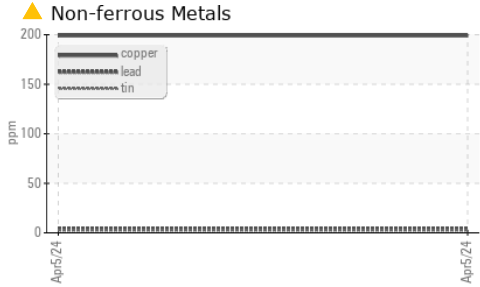 Non-ferrous Metals
200
copper
lead
tin
150
ppm
100
50
0
Apr5/24
Apr5/24